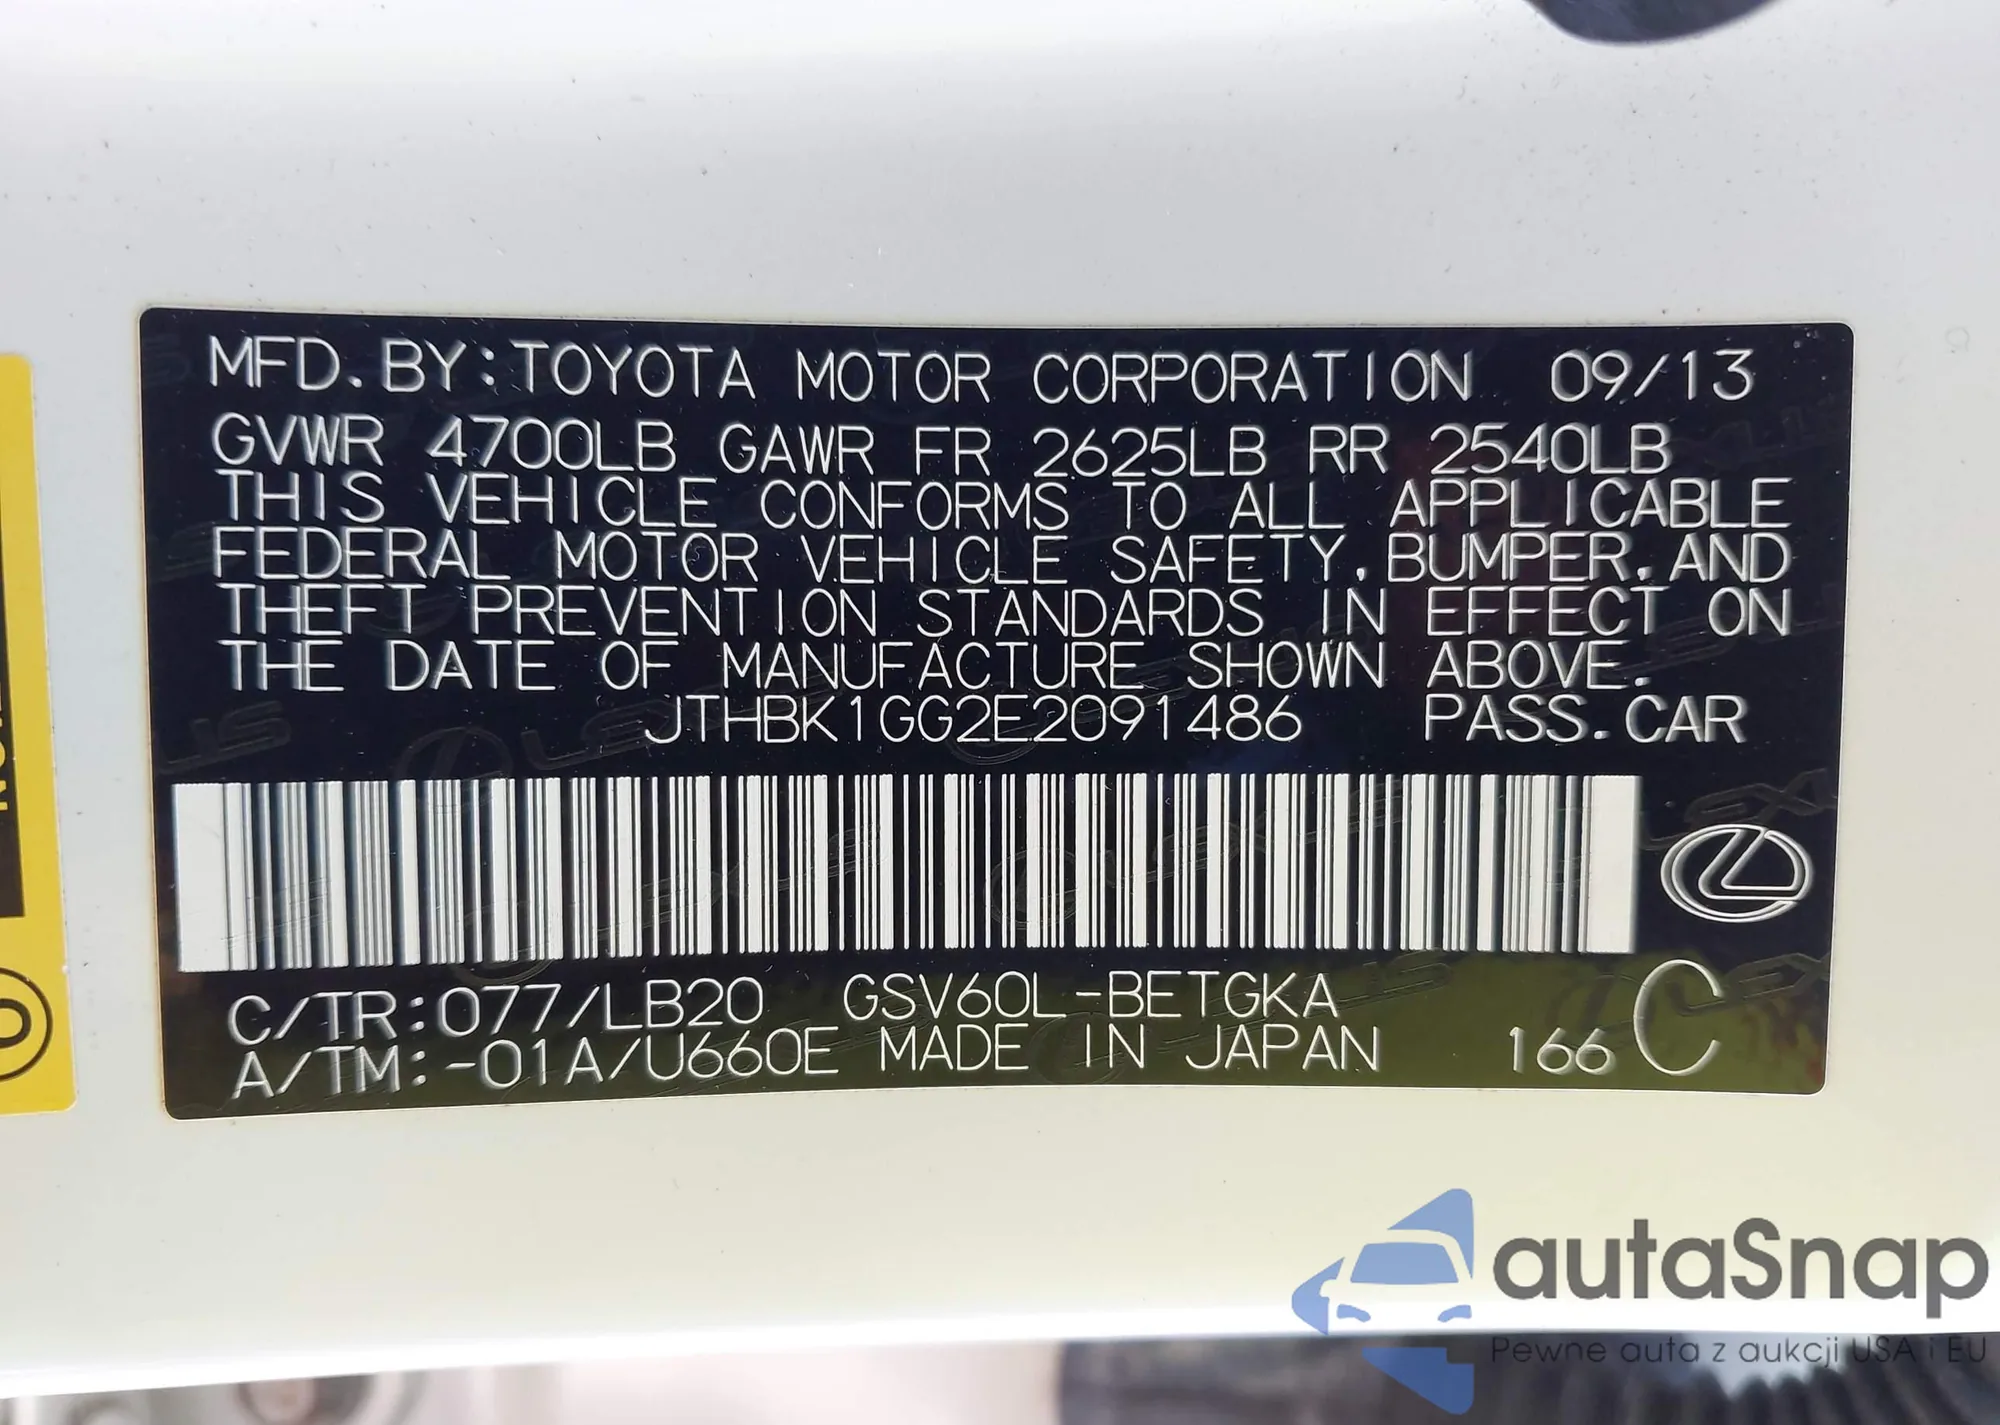 MFD. BY: TOYOTA MOTOR CORPORATION 09/13
GVWR 4700LB GAWR FR 2625LB RR 2540LB
THIS VEHICLE CONFORMS TO ALL APPLICABLE
FEDERAL MOTOR VEHICLE SAFETY, BUMPER, AND
THEFT PREVENTION STANDARDS IN EFFECT ON
THE DATE OF MANUFACTURE SHOWN ABOVE.
JTHBK1GG2E2091486 PASS. CAR
C/TR: 077/LB20 GSV60L-BETGKA
A/TM: -01A/U660E MADE IN JAPAN 166 C
autaSnap
Pewne auta z aukcji USA i EU